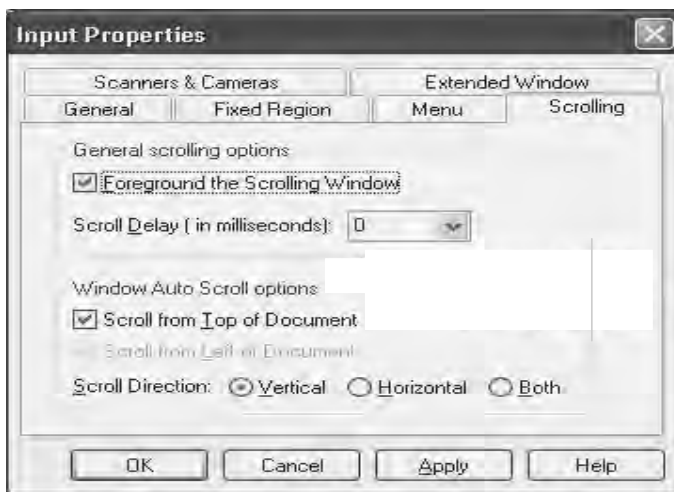 Input Properties
Scanners & Cameras Extended Window
General Fixed Region Menu Scrolling
General scrolling options
Foreground the Scrolling Window
Scroll Delay ( in milliseconds): 0
Window Auto Scroll options
Scroll from Top of Document
Scroll from Left of Document
Scroll Direction: Vertical Horizontal Both
OK Cancel Apply Help